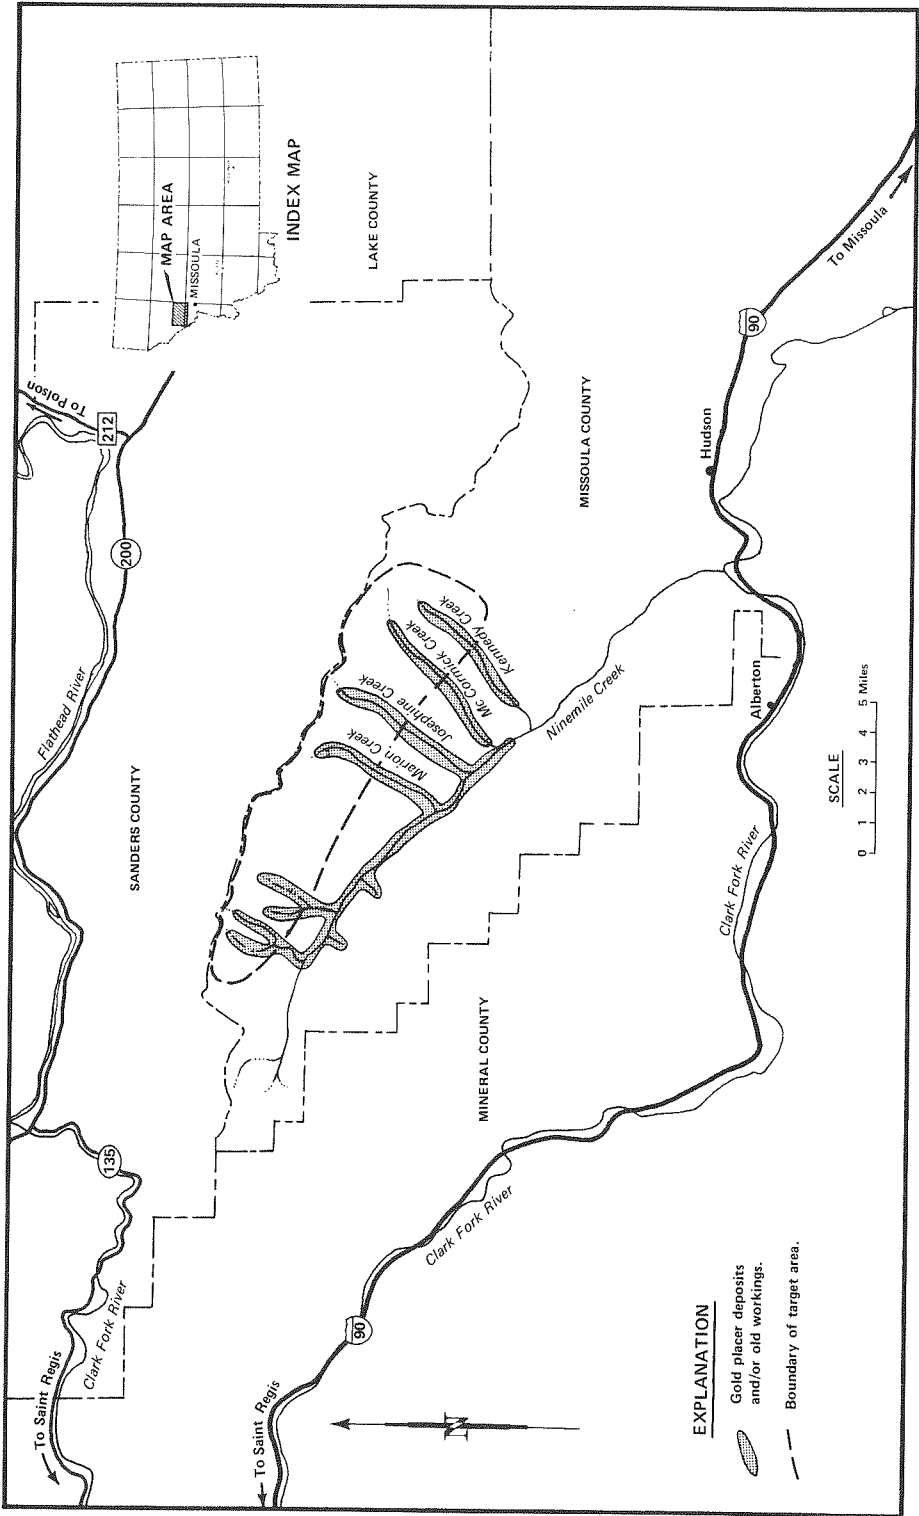 To Saint Regis
Clark Fork River
135
SANDERS COUNTY
Flathead River
200
212
To Polson
MAP AREA
MISSOULA
INDEX MAP
LAKE COUNTY
To Saint Regis
90
Clark Fork River
MINERAL COUNTY
Marion Creek
Josephine Creek
Mc Cormick Creek
Kennedy Creek
Ninemile Creek
MISSOULA COUNTY
Clark Fork River
Alberton
Hudson
90
To Missoula
N
EXPLANATION
Gold placer deposits
and/or old workings.
Boundary of target area.
SCALE
0 1 2 3 4 5 Miles